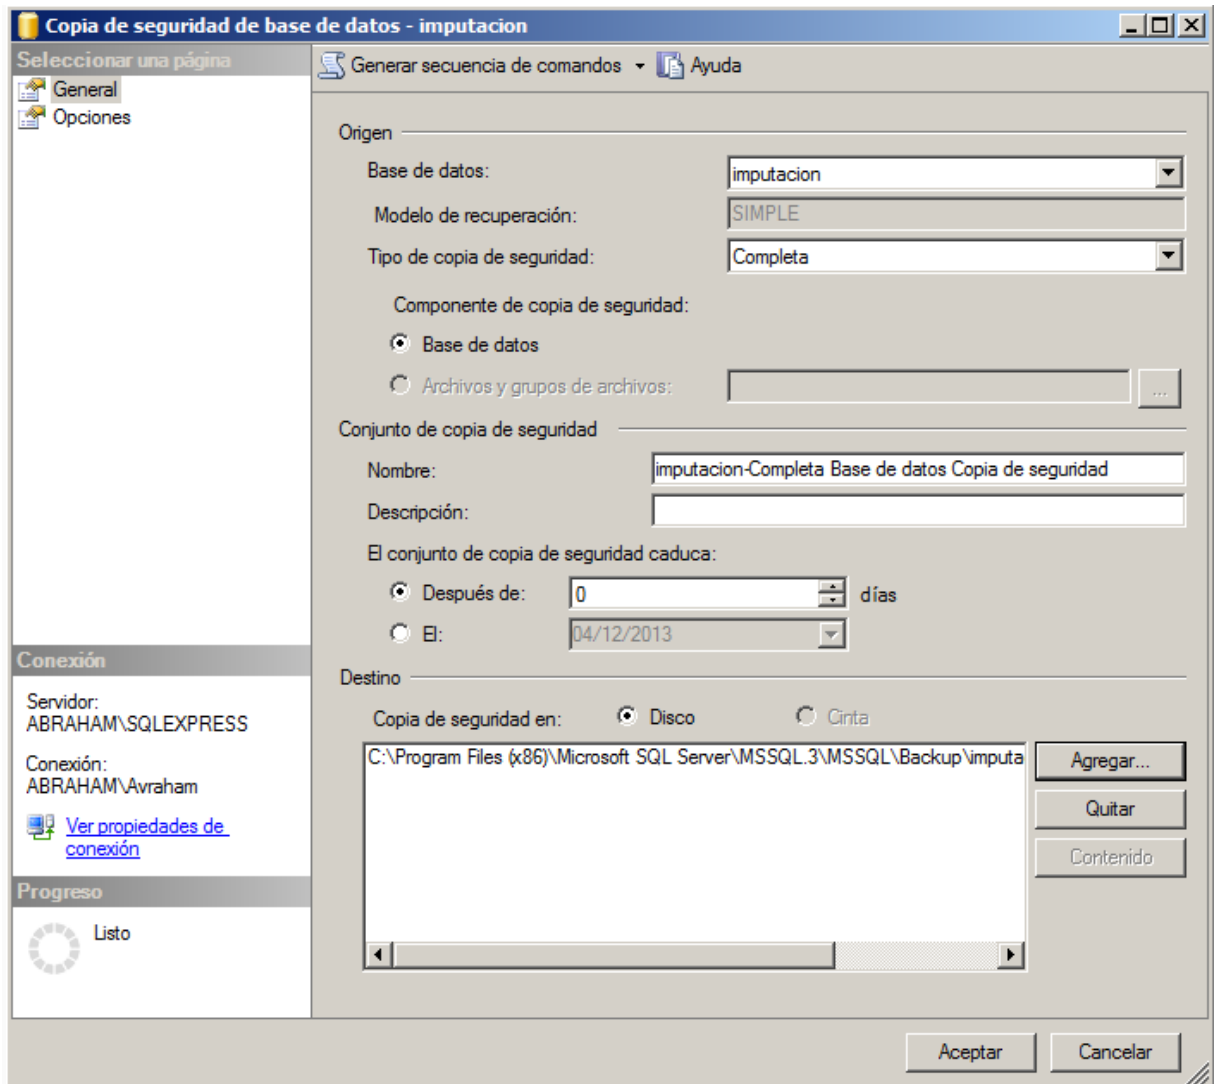 Copia de seguridad de base de datos - imputacion
Seleccionar una página
General
Opciones
Generar secuencia de comandos
Ayuda
Origen
Base de datos:
imputacion
Modelo de recuperación:
SIMPLE
Tipo de copia de seguridad:
Completa
Componente de copia de seguridad:
Base de datos
Archivos y grupos de archivos:
...
Conjunto de copia de seguridad
Nombre:
imputacion-Completa Base de datos Copia de seguridad
Descripción:
El conjunto de copia de seguridad caduca:
Después de:
0
días
El:
04/12/2013
Destino
Copia de seguridad en:
Disco
Cinta
C:\Program Files (x86)\Microsoft SQL Server\MSSQL.3\MSSQL\Backup\imputa
Agregar...
Quitar
Contenido
Conexión
Servidor:
ABRAHAM\SQLEXPRESS
Conexión:
ABRAHAM\Avraham
Ver propiedades de
conexión
Progreso
Listo
Aceptar
Cancelar